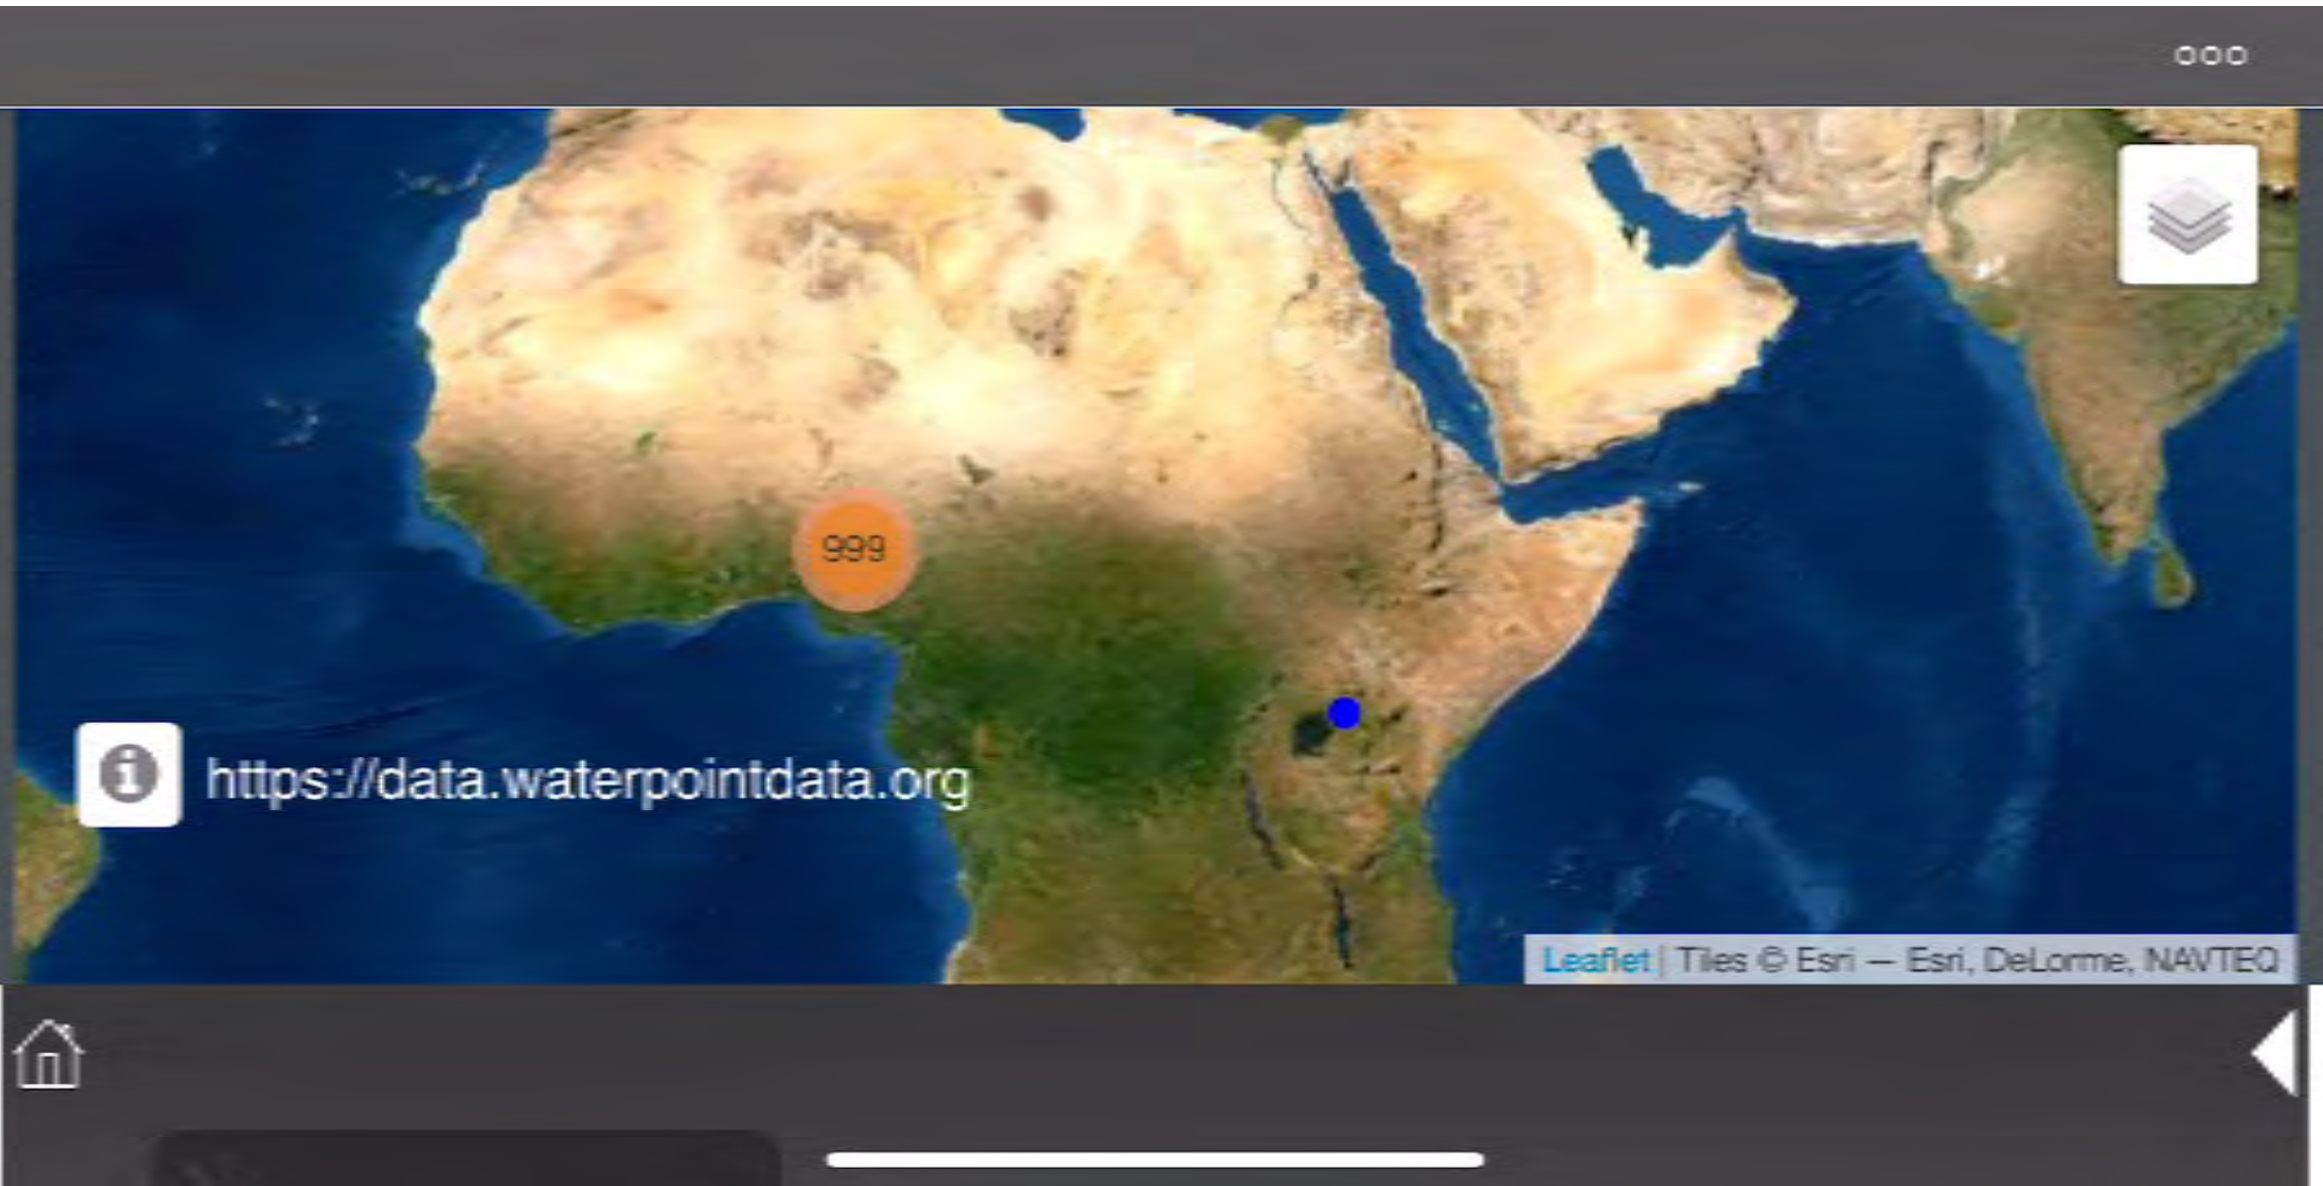 999
https://data.waterpointdata.org
Leaflet | Tiles © Esri — Esri, DeLorme, NAVTEQ